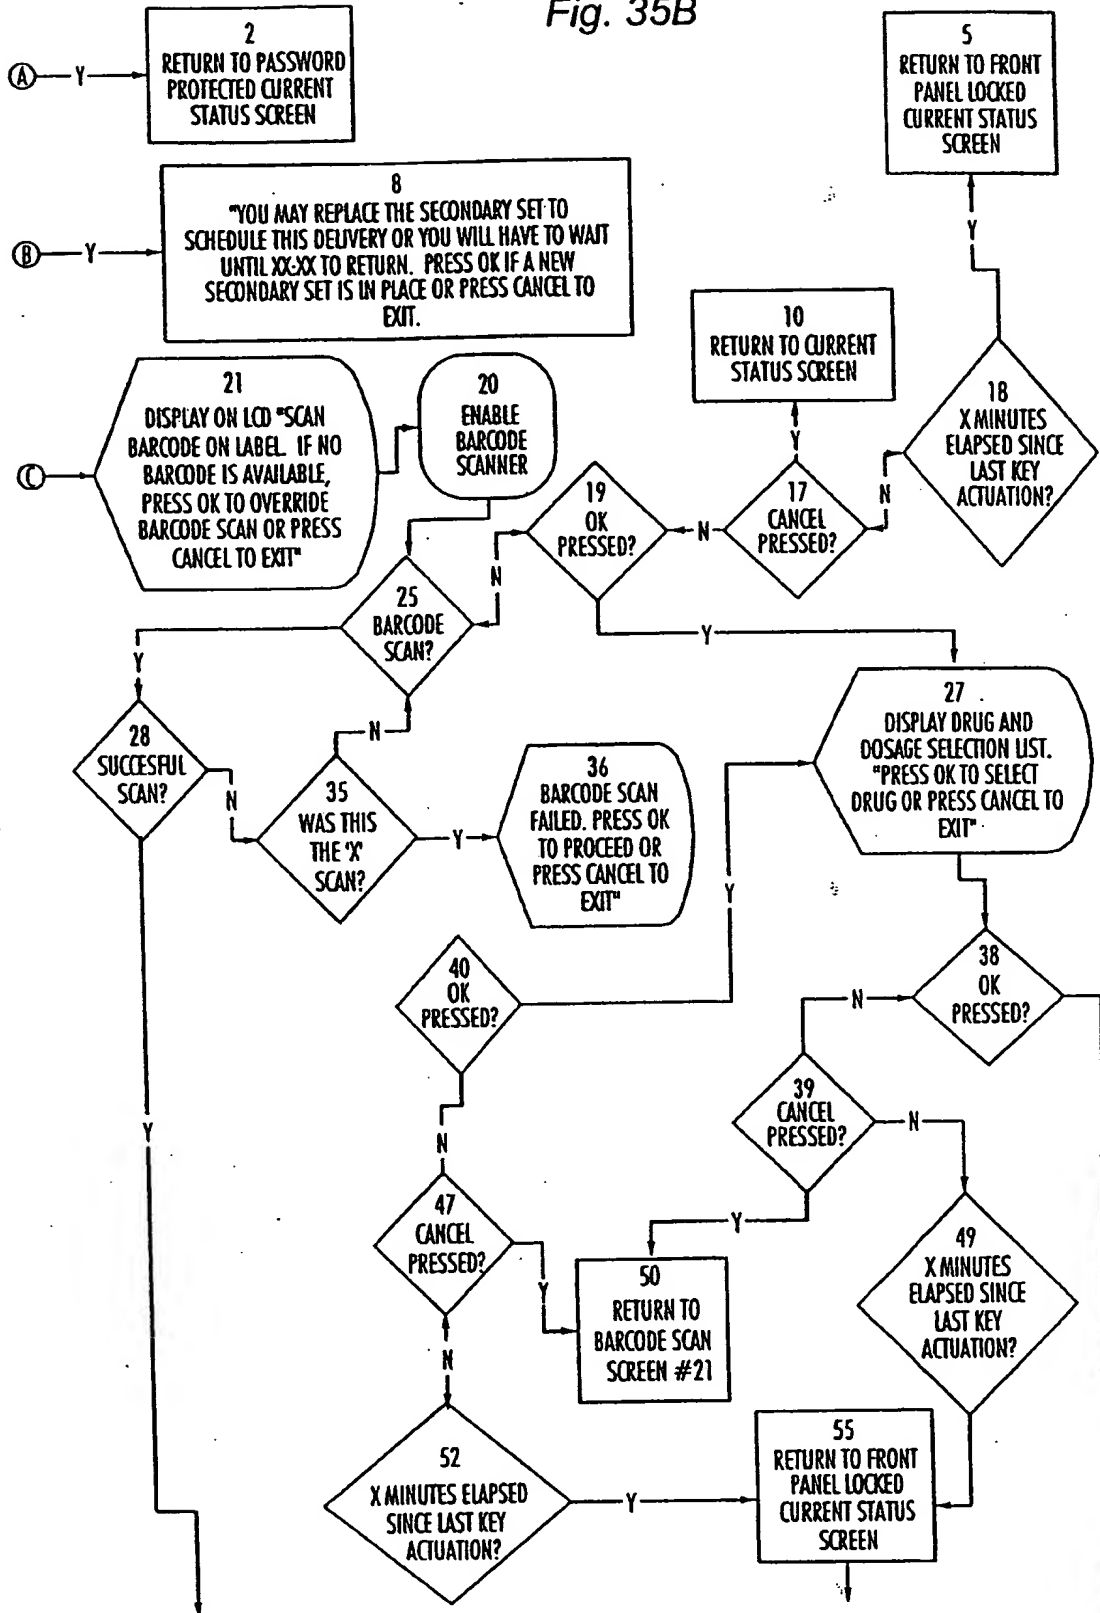 Fig. 35B
2
RETURN TO PASSWORD
PROTECTED CURRENT
STATUS SCREEN
A
Y
5
RETURN TO FRONT
PANEL LOCKED
CURRENT STATUS
SCREEN
Y
8
"YOU MAY REPLACE THE SECONDARY SET TO
SCHEDULE THIS DELIVERY OR YOU WILL HAVE TO WAIT
UNTIL XX:XX TO RETURN. PRESS OK IF A NEW
SECONDARY SET IS IN PLACE OR PRESS CANCEL TO
EXIT.
B
Y
10
RETURN TO CURRENT
STATUS SCREEN
Y
18
X MINUTES
ELAPSED SINCE
LAST KEY
ACTUATION?
N
17
CANCEL
PRESSED?
N
19
OK
PRESSED?
N
Y
C
21
DISPLAY ON LCD "SCAN
BARCODE ON LABEL. IF NO
BARCODE IS AVAILABLE,
PRESS OK TO OVERRIDE
BARCODE SCAN OR PRESS
CANCEL TO EXIT"
20
ENABLE
BARCODE
SCANNER
25
BARCODE
SCAN?
Y
28
SUCCESFUL
SCAN?
N
35
WAS THIS
THE 'X'
SCAN?
N
Y
36
BARCODE SCAN
FAILED. PRESS OK
TO PROCEED OR
PRESS CANCEL TO
EXIT"
27
DISPLAY DRUG AND
DOSAGE SELECTION LIST.
"PRESS OK TO SELECT
DRUG OR PRESS CANCEL TO
EXIT"
Y
40
OK
PRESSED?
38
OK
PRESSED?
N
39
CANCEL
PRESSED?
N
Y
Y
N
47
CANCEL
PRESSED?
Y
50
RETURN TO
BARCODE SCAN
SCREEN #21
49
X MINUTES
ELAPSED SINCE
LAST KEY
ACTUATION?
N
52
X MINUTES ELAPSED
SINCE LAST KEY
ACTUATION?
Y
55
RETURN TO FRONT
PANEL LOCKED
CURRENT STATUS
SCREEN